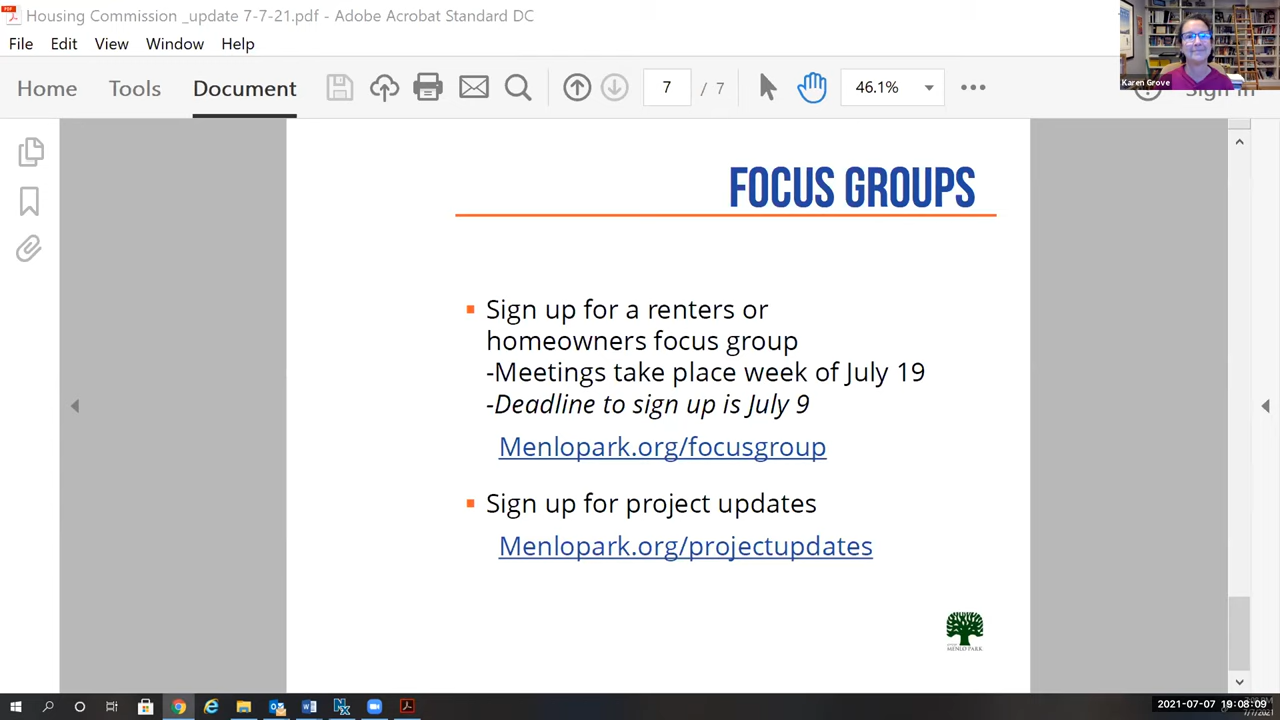 Housing Commission _update 7-7-21.pdf - Adobe Acrobat Standard DC
File Edit View Window Help
Home Tools Document 7 / 7 46.1%
Karen Grove
FOCUS GROUPS
Sign up for a renters or
homeowners focus group
-Meetings take place week of July 19
-Deadline to sign up is July 9
Menlopark.org/focusgroup
Sign up for project updates
Menlopark.org/projectupdates
MENLO PARK
2021-07-07 19:08:09